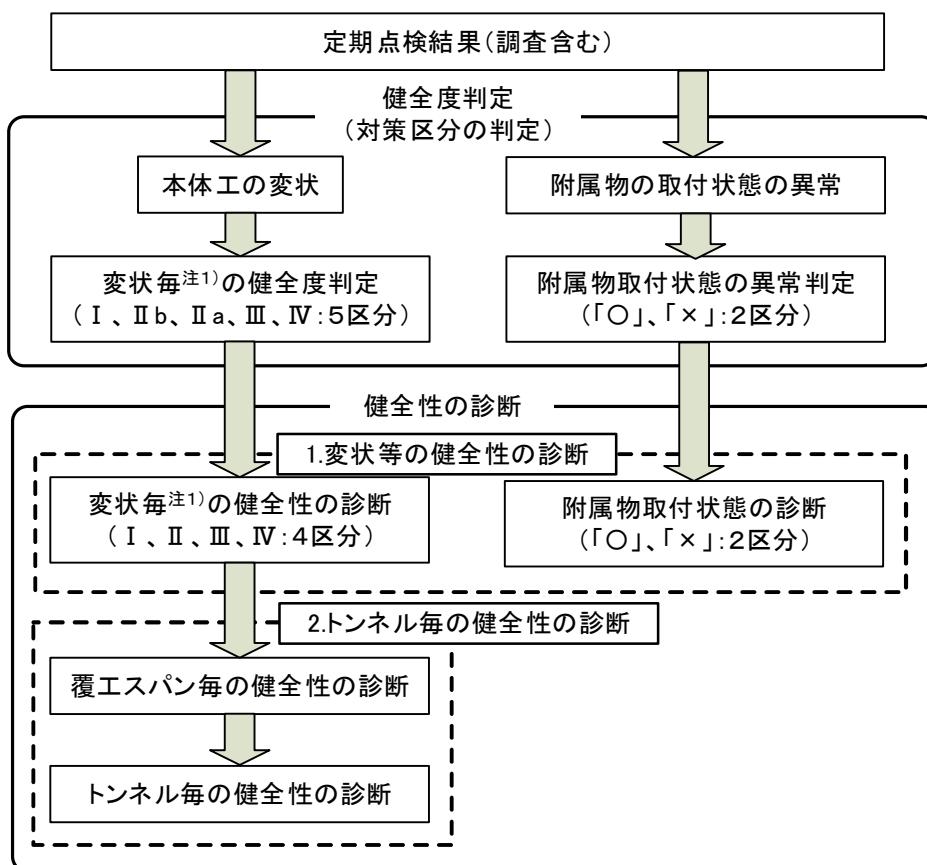 定期点検結果(調査含む)
健全度判定
(対策区分の判定)
本体工の変状
附属物の取付状態の異常
変状毎注1)の健全度判定
(Ⅰ、Ⅱb、Ⅱa、Ⅲ、Ⅳ:5区分)
附属物取付状態の異常判定
(「○」、「×」:2区分)
健全性の診断
1.変状等の健全性の診断
変状毎注1)の健全性の診断
(Ⅰ、Ⅱ、Ⅲ、Ⅳ:4区分)
附属物取付状態の診断
(「○」、「×」:2区分)
2.トンネル毎の健全性の診断
覆工スパン毎の健全性の診断
トンネル毎の健全性の診断